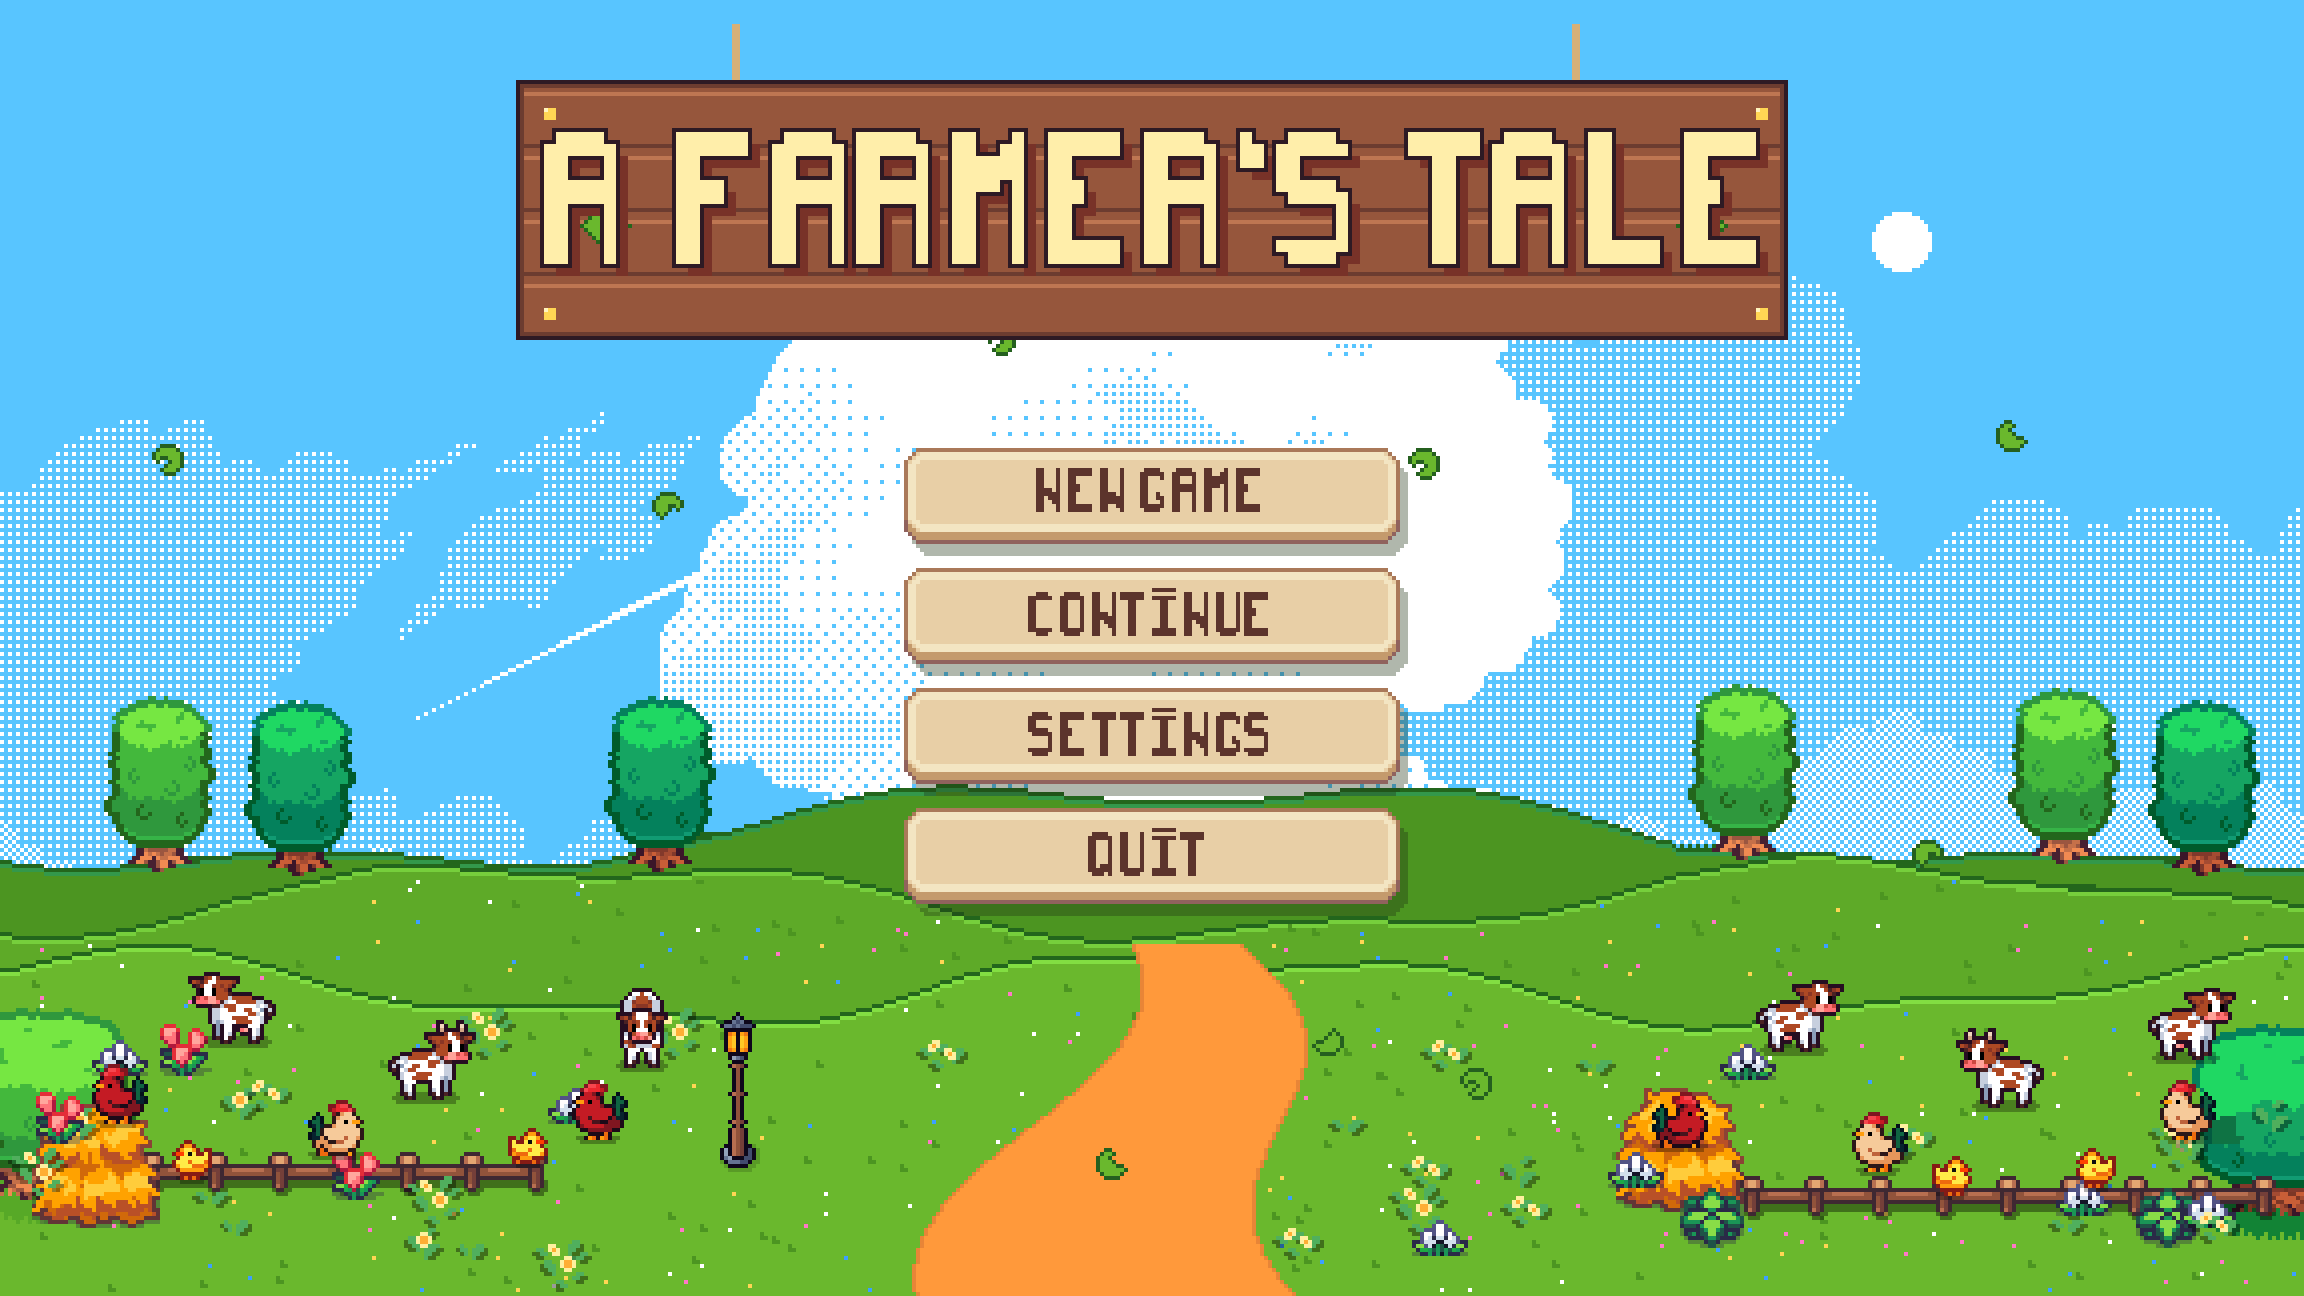 A FARMER'S TALE
NEW GAME
CONTINUE
SETTINGS
QUIT